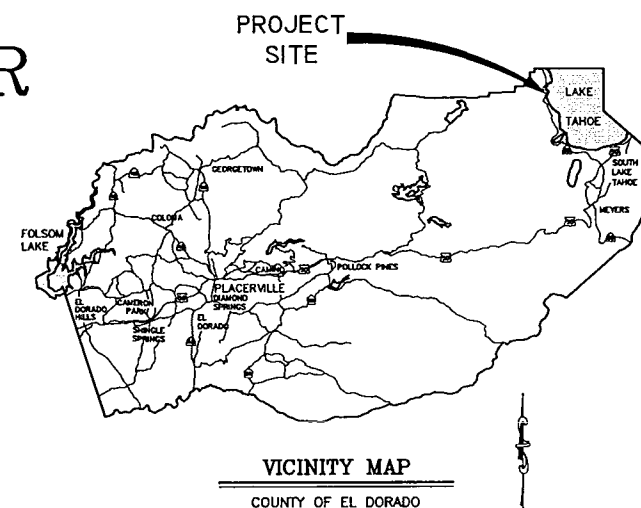 R
PROJECT
SITE
LAKE
TAHOE
SOUTH
LAKE
TAHOE
MEYERS
GEORGETOWN
COLOMA
FOLSOM
LAKE
CAMINO
POLLOCK PINES
PLACERVILLE
DIAMOND
SPRINGS
EL
DORADO
HILLS
CAMERON
PARK
EL
DORADO
SHINGLE
SPRINGS
VICINITY MAP
COUNTY OF EL DORADO